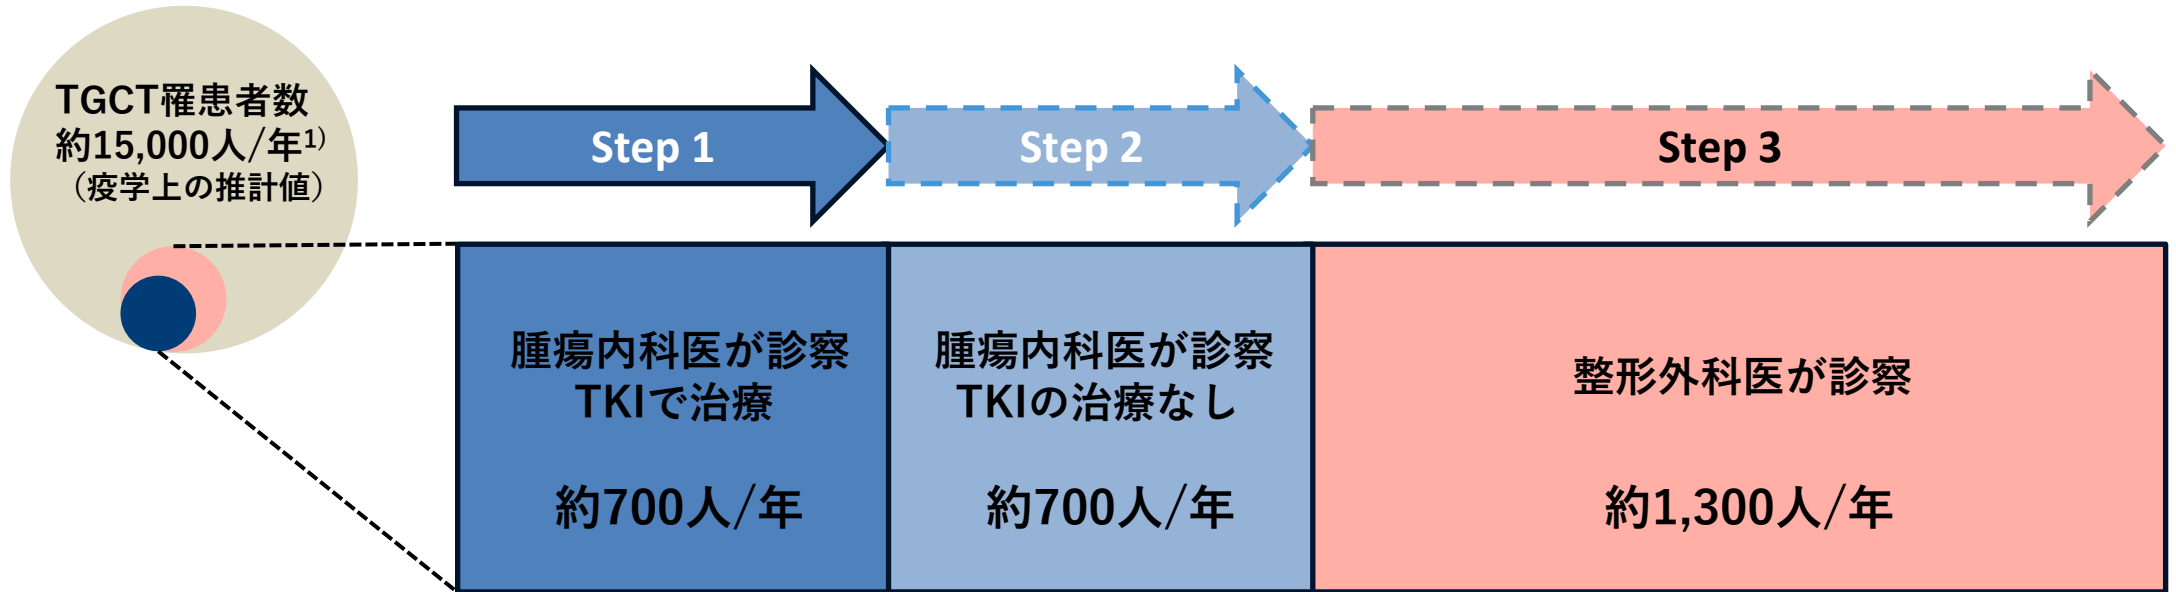 TGCT罹患者数
約15,000人/年1)
（疫学上の推計値）
Step 1
Step 2
Step 3
腫瘍内科医が診察
TKIで治療
約700人/年
腫瘍内科医が診察
TKIの治療なし
約700人/年
整形外科医が診察
約1,300人/年